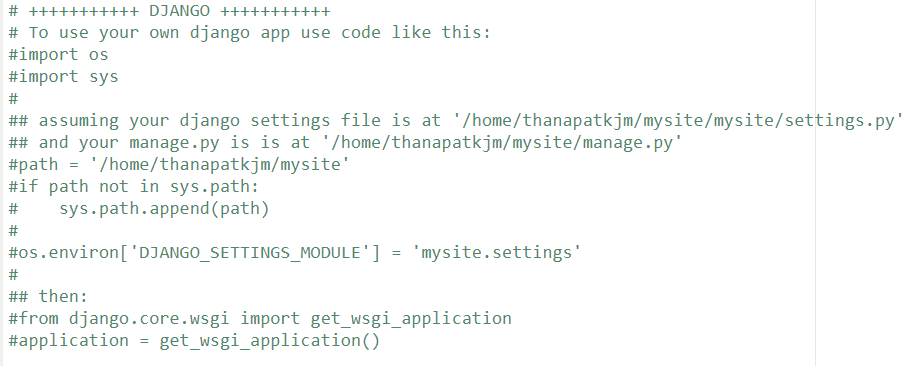 # +++++++++++ DJANGO +++++++++++
# To use your own django app use code like this:
#import os
#import sys
#
## assuming your django settings file is at '/home/thanapatkjm/mysite/mysite/settings.py'
## and your manage.py is is at '/home/thanapatkjm/mysite/manage.py'
#path = '/home/thanapatkjm/mysite'
#if path not in sys.path:
#    sys.path.append(path)
#
#os.environ['DJANGO_SETTINGS_MODULE'] = 'mysite.settings'
#
## then:
#from django.core.wsgi import get_wsgi_application
#application = get_wsgi_application()